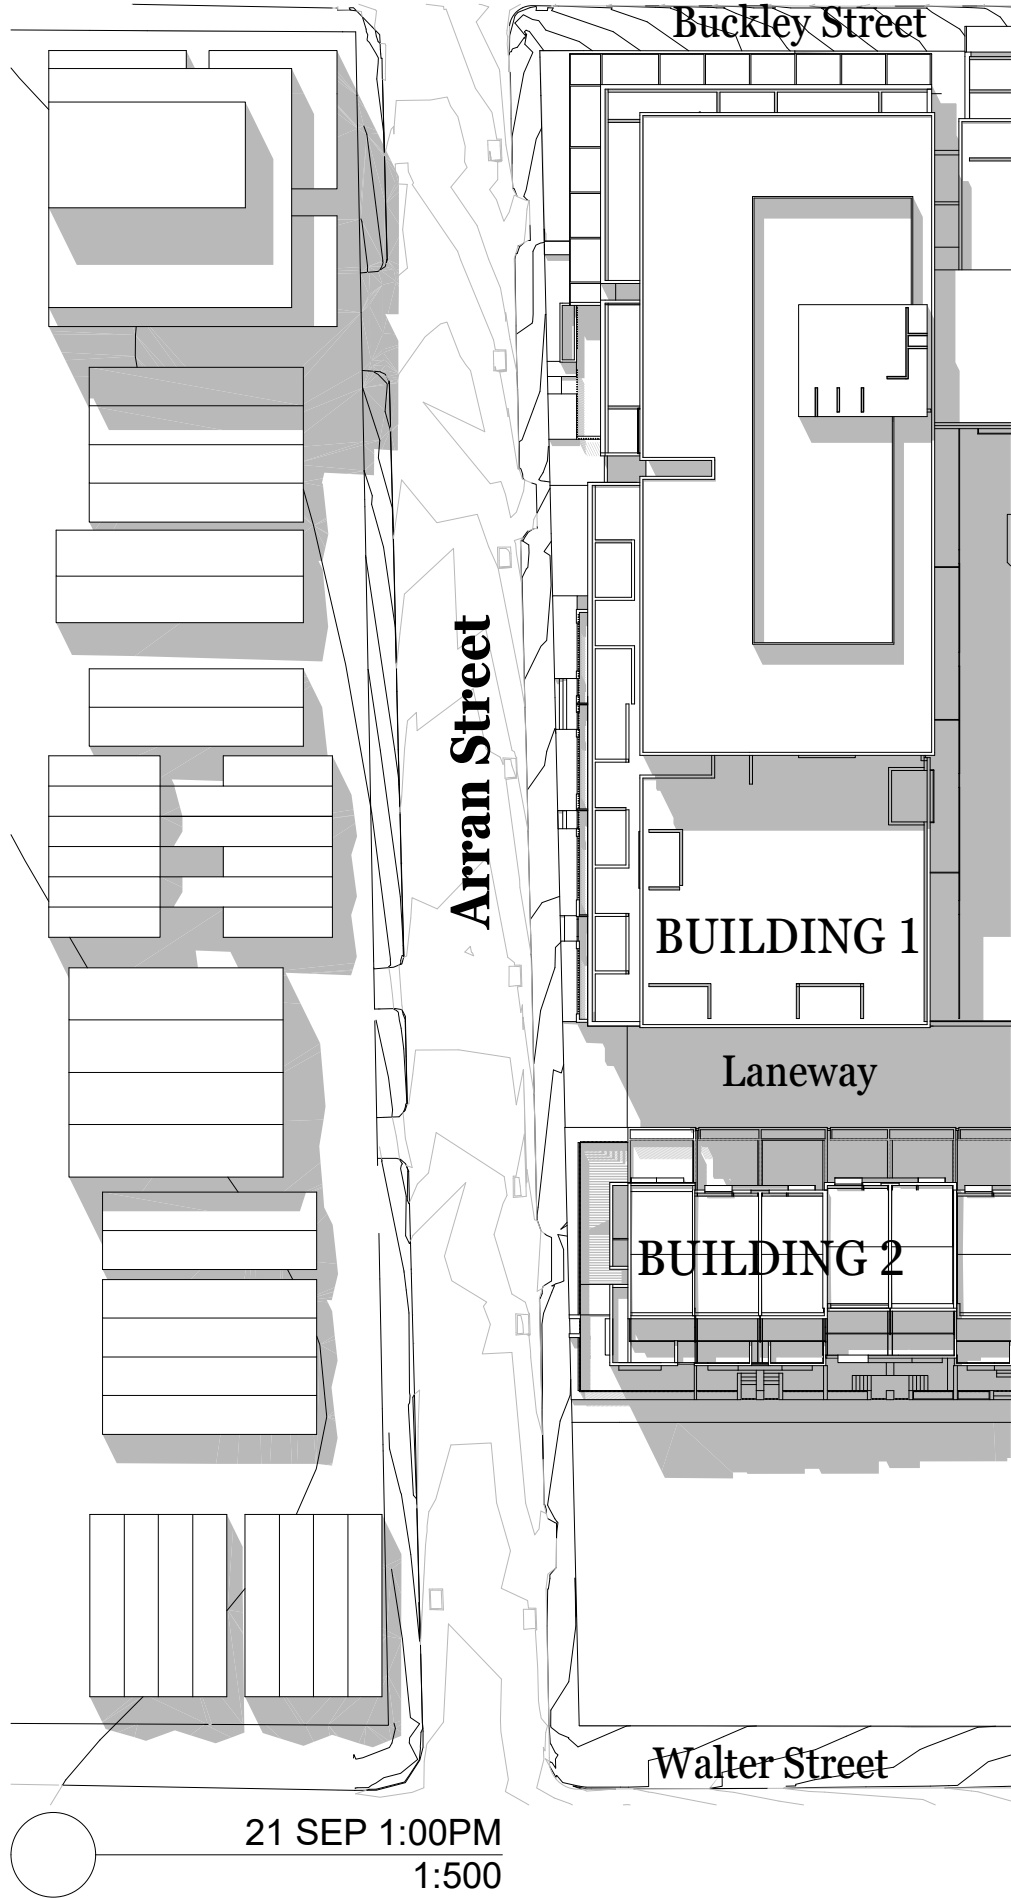 Buckley Street
Arran Street
BUILDING 1
Laneway
BUILDING 2
Walter Street
21 SEP 1:00PM
1:500